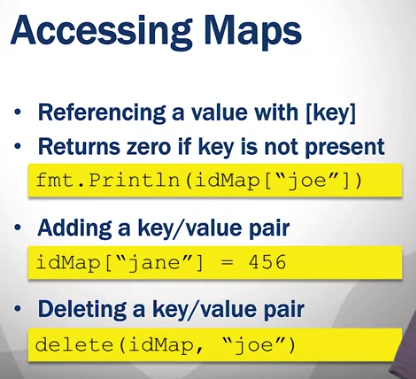 Accessing Maps
• Referencing a value with [key]
• Returns zero if key is not present
fmt.Println(idMap[“joe”])
• Adding a key/value pair
idMap[“jane”] = 456
• Deleting a key/value pair
delete(idMap, “joe”)